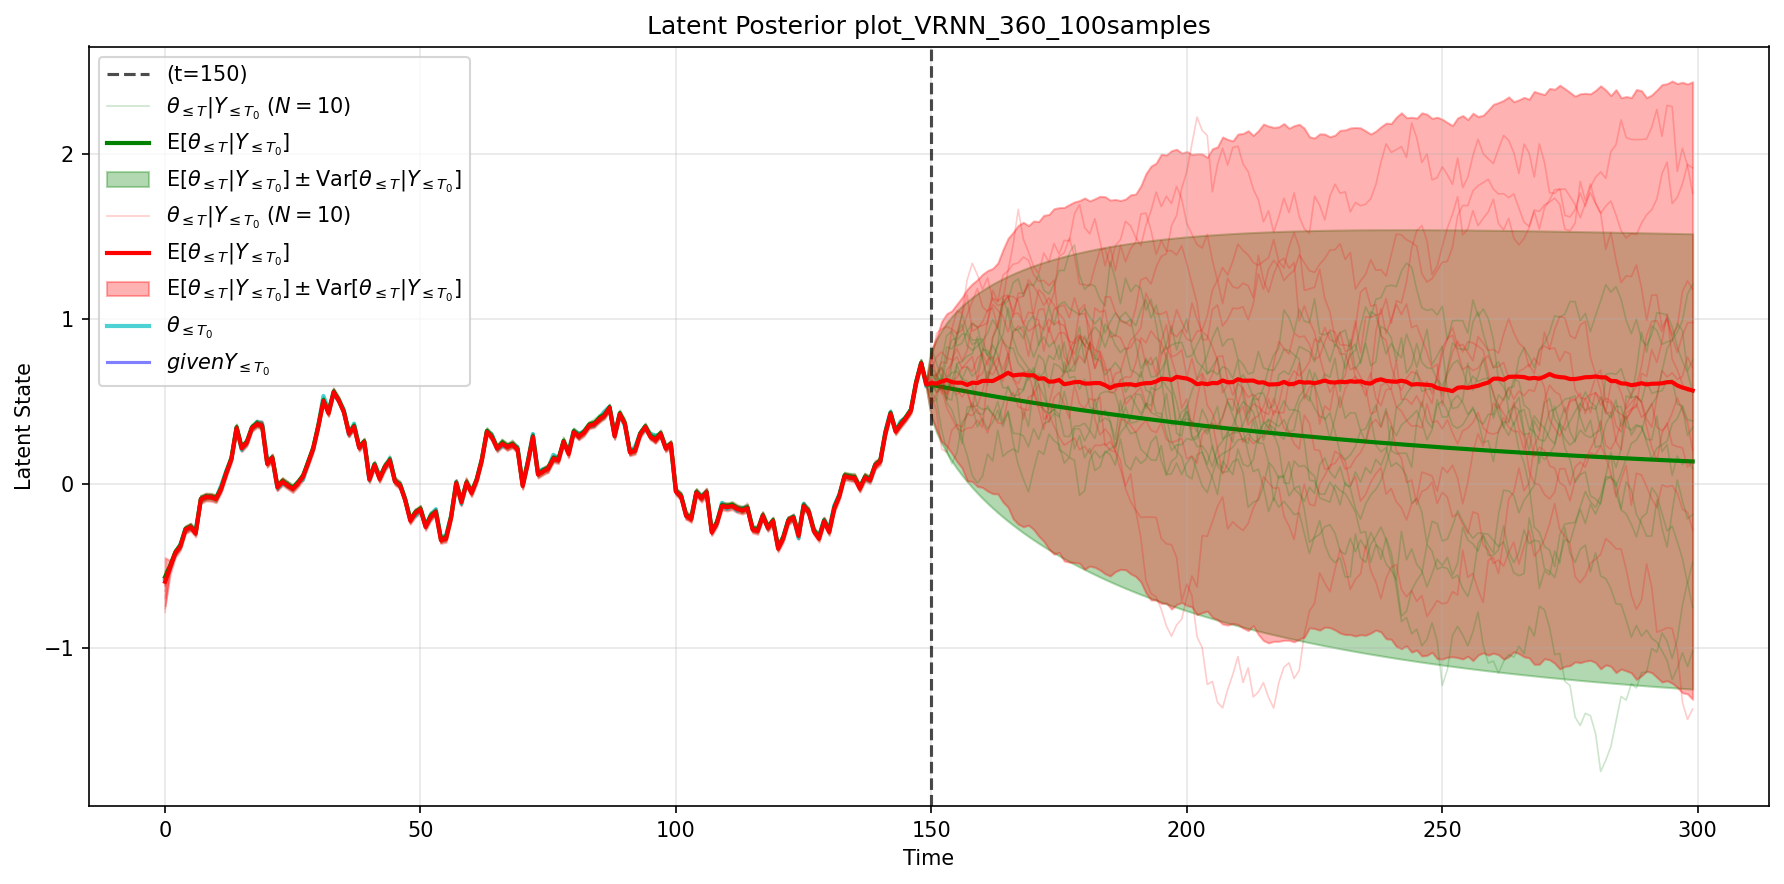 Latent Posterior plot_VRNN_360_100samples
(t=150)
θ≤T|Y≤T₀ (N = 10)
E[θ≤T|Y≤T₀]
E[θ≤T|Y≤T₀] ± Var[θ≤T|Y≤T₀]
θ≤T|Y≤T₀ (N = 10)
E[θ≤T|Y≤T₀]
E[θ≤T|Y≤T₀] ± Var[θ≤T|Y≤T₀]
θ≤T₀
givenY≤T₀
Latent State
2
1
0
−1
0 50 100 150 200 250 300
Time